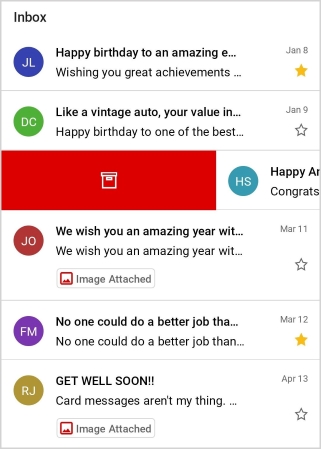 Inbox
JL
Happy birthday to an amazing e...
Jan 8
Wishing you great achievements ...
DC
Like a vintage auto, your value in...
Jan 9
Happy birthday to one of the best...
HS
Happy
Congrats
JO
We wish you an amazing year wit...
Mar 11
We wish you an amazing year wit...
Image Attached
FM
No one could do a better job tha...
Mar 12
No one could do a better job than...
RJ
GET WELL SOON!!
Apr 13
Card messages aren't my thing. ...
Image Attached